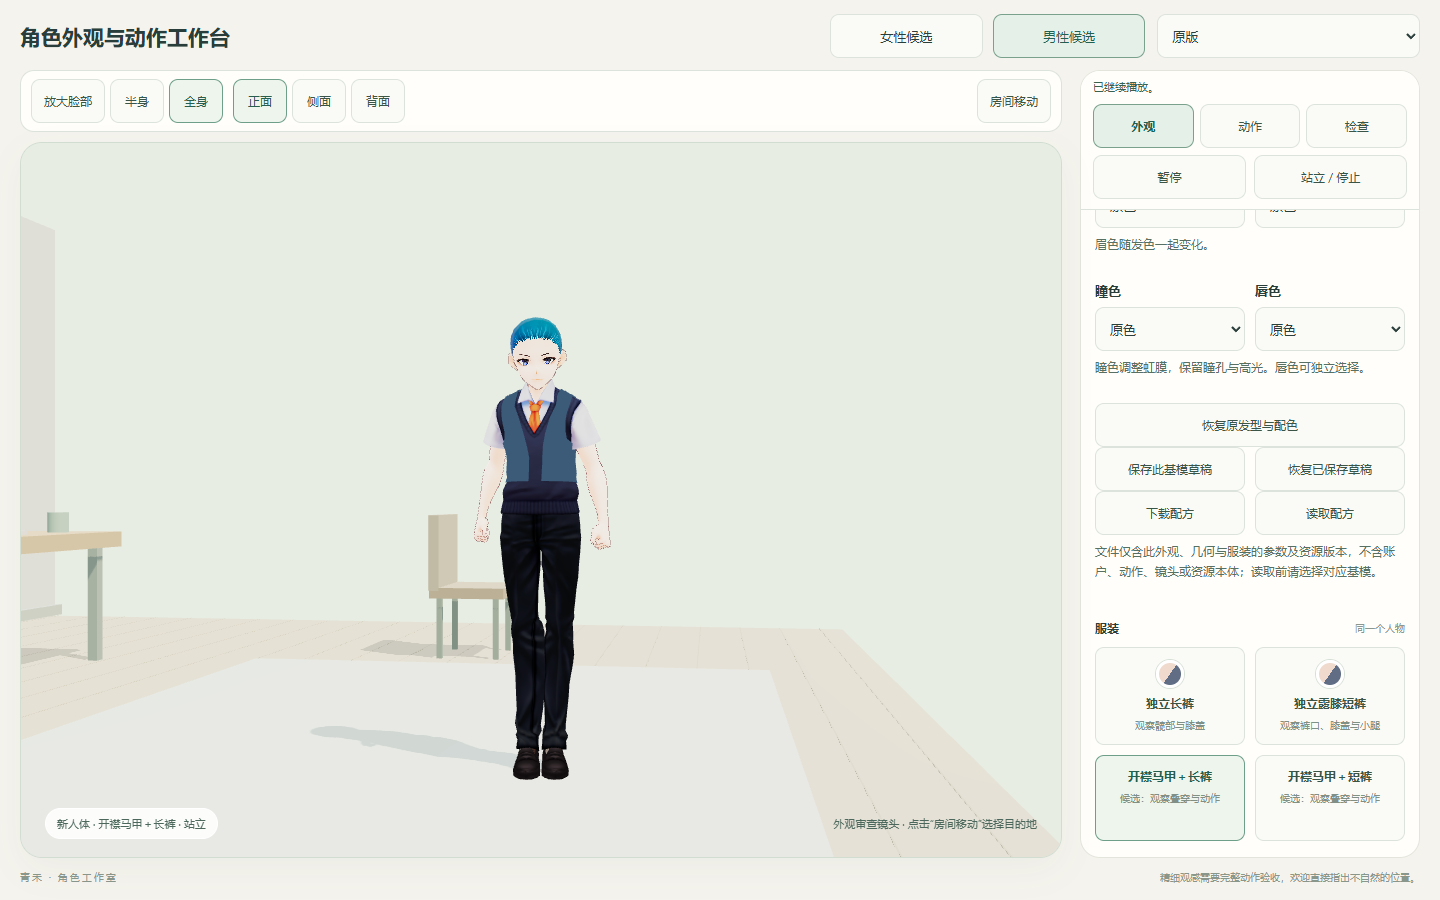 角色外观与动作工作台
女性候选
男性候选
原版
放大脸部
半身
全身
正面
侧面
背面
房间移动
已继续播放。
外观
动作
检查
暂停
站立 / 停止
眉色随发色一起变化。
瞳色
唇色
原色
原色
瞳色调整虹膜，保留瞳孔与高光。唇色可独立选择。
恢复原发型与配色
保存此基模草稿
恢复已保存草稿
下载配方
读取配方
文件仅含此外观、几何与服装的参数及资源版本，不含账
户、动作、镜头或资源本体；读取前请选择对应基模。
服装
同一个人物
独立长裤
观察髋部与膝盖
独立露膝短裤
观察裤口、膝盖与小腿
开襟马甲 + 长裤
候选：观察叠穿与动作
开襟马甲 + 短裤
候选：观察叠穿与动作
新人体 · 开襟马甲 + 长裤 · 站立
外观审查镜头 · 点击“房间移动”选择目的地
青禾 · 角色工作室
精细观感需要完整动作验收，欢迎直接指出不自然的位置。